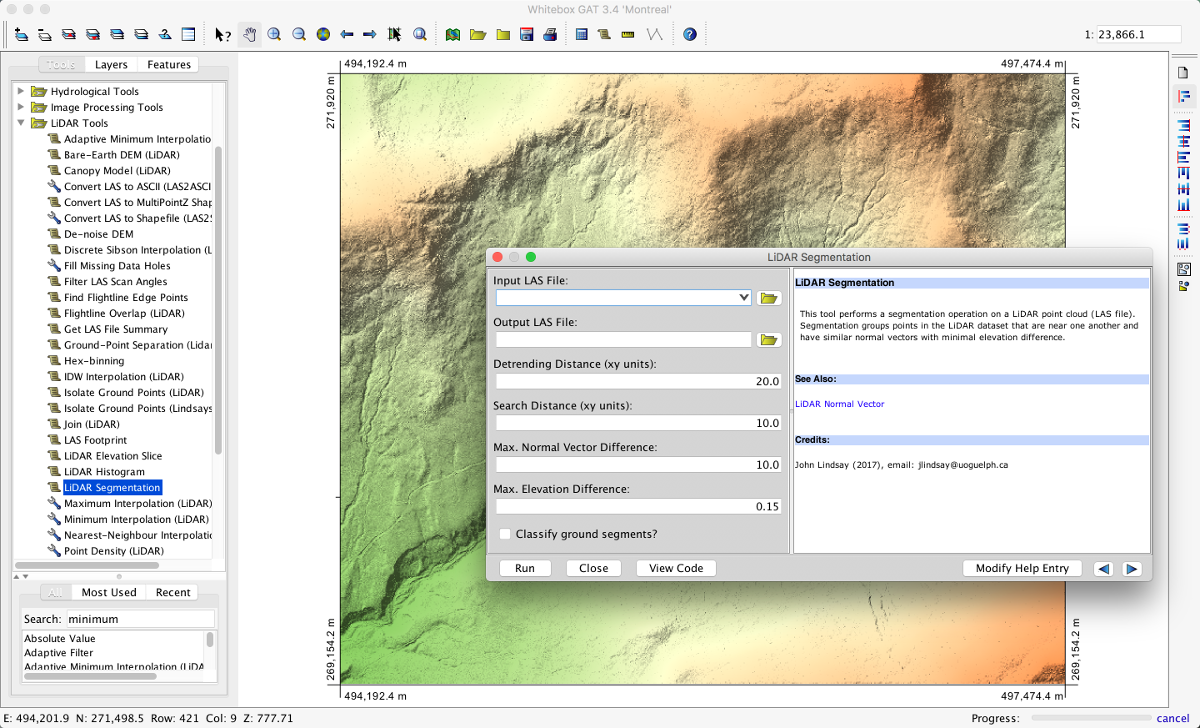 Whitebox GAT 3.4 'Montreal'
1: 23,866.1
Tools Layers Features
Hydrological Tools
Image Processing Tools
LiDAR Tools
Adaptive Minimum Interpolatio
Bare-Earth DEM (LiDAR)
Canopy Model (LiDAR)
Convert LAS to ASCII (LAS2ASCI
Convert LAS to MultiPointZ Shap
Convert LAS to Shapefile (LAS2S
De-noise DEM
Discrete Sibson Interpolation (L
Fill Missing Data Holes
Filter LAS Scan Angles
Find Flightline Edge Points
Flightline Overlap (LiDAR)
Get LAS File Summary
Ground-Point Separation (Lidar
Hex-binning
IDW Interpolation (LiDAR)
Isolate Ground Points (LiDAR)
Isolate Ground Points (Lindsays
Join (LiDAR)
LAS Footprint
LiDAR Elevation Slice
LiDAR Histogram
LiDAR Segmentation
Maximum Interpolation (LiDAR)
Minimum Interpolation (LiDAR)
Nearest-Neighbour Interpolatio
Point Density (LiDAR)
All Most Used Recent
Search: minimum
Absolute Value
Adaptive Filter
Adaptive Minimum Interpolation (LiDA
494,192.4 m
497,474.4 m
271,920 m
271,920 m
269,154.2 m
269,154.2 m
494,192.4 m
497,474.4 m
LiDAR Segmentation
Input LAS File:
Output LAS File:
Detrending Distance (xy units):
20.0
Search Distance (xy units):
10.0
Max. Normal Vector Difference:
10.0
Max. Elevation Difference:
0.15
Classify ground segments?
LiDAR Segmentation
This tool performs a segmentation operation on a LiDAR point cloud (LAS file).
Segmentation groups points in the LiDAR dataset that are near one another and
have similar normal vectors with minimal elevation difference.
See Also:
LiDAR Normal Vector
Credits:
John Lindsay (2017), email: jlindsay@uoguelph.ca
Run Close View Code Modify Help Entry
E: 494,201.9 N: 271,498.5 Row: 421 Col: 9 Z: 777.71
Progress: cancel